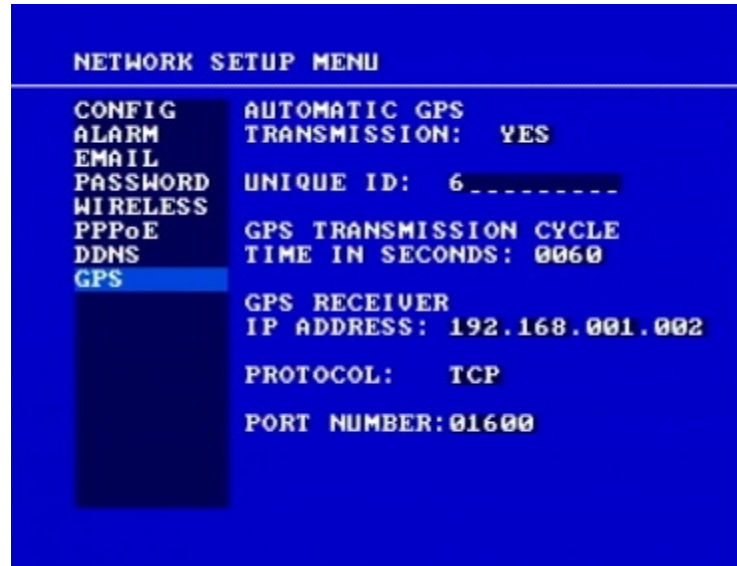 NETWORK SETUP MENU
CONFIG
ALARM
EMAIL
PASSWORD
WIRELESS
PPPoE
DDNS
GPS
AUTOMATIC GPS
TRANSMISSION: YES
UNIQUE ID: 6_________
GPS TRANSMISSION CYCLE
TIME IN SECONDS: 0060
GPS RECEIVER
IP ADDRESS: 192.168.001.002
PROTOCOL: TCP
PORT NUMBER:01600